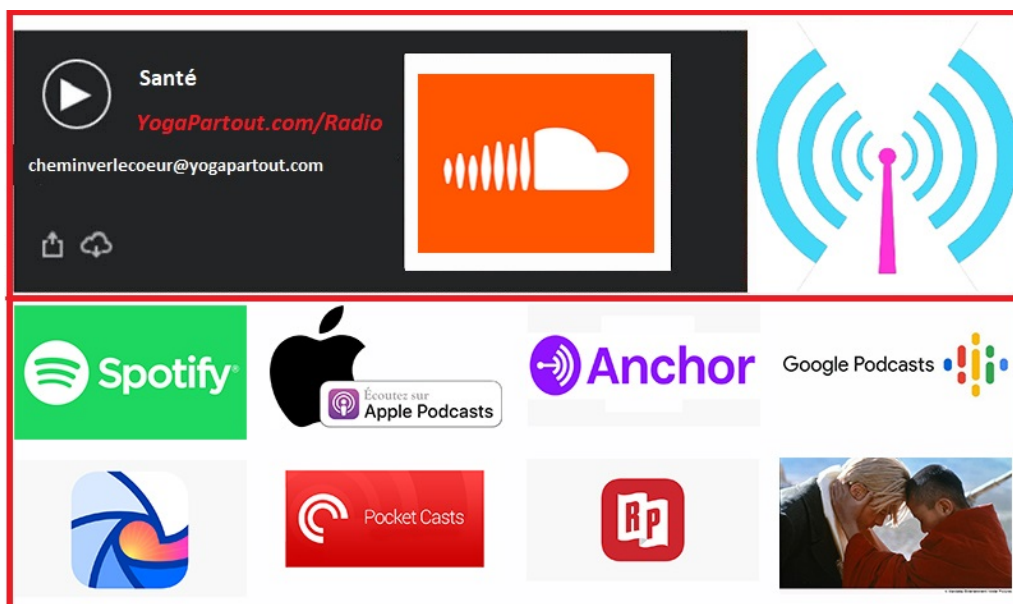 Santé
YogaPartout.com/Radio
cheminverlecoeur@yogapartout.com
Spotify®
Écoutez sur
Apple Podcasts
Anchor
Google Podcasts
Pocket Casts
RP